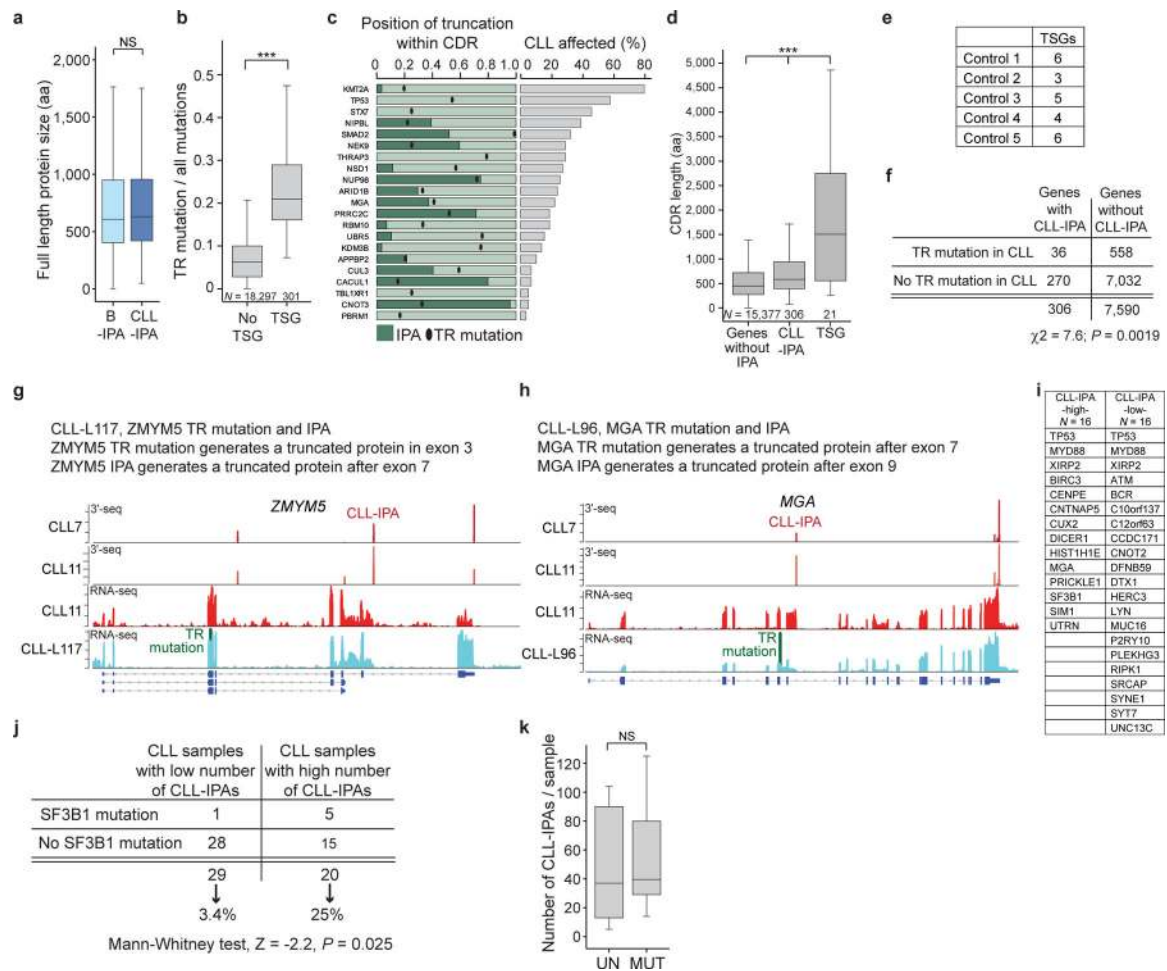 a
NS
Full length protein size (aa)
2,000
1,500
1,000
500
0
B
-IPA
CLL
-IPA
b
TR mutation / all mutations
***
0.5
0.4
0.3
0.2
0.1
0
N = 18,297 301
No
TSG
TSG
c
Position of truncation
within CDR
CLL affected (%)
0 0.2 0.4 0.6 0.8 1.0
0 20 40 60 80
KMT2A
TP53
STX7
NIPBL
SMAD2
NEK9
THRAP3
NSD1
NUP98
ARID1B
MGA
PRRC2C
RBM10
UBR5
KDM3B
APPBP2
CUL3
CACUL1
TBL1XR1
CNOT3
PBRM1
IPA TR mutation
d
***
CDR length (aa)
5,000
4,500
4,000
3,500
3,000
2,500
2,000
1,500
1,000
500
0
N = 15,377 306 21
Genes
without
IPA
CLL
-IPA
TSG
e
TSGs
Control 1 6
Control 2 3
Control 3 5
Control 4 4
Control 5 6
f
Genes
with
CLL-IPA
Genes
without
CLL-IPA
TR mutation in CLL 36 558
No TR mutation in CLL 270 7,032
306 7,590
χ2 = 7.6; P = 0.0019
g
CLL-L117, ZMYM5 TR mutation and IPA
ZMYM5 TR mutation generates a truncated protein in exon 3
ZMYM5 IPA generates a truncated protein after exon 7
3'-seq
ZMYM5
CLL-IPA
CLL7
3'-seq
CLL11
RNA-seq
CLL11
RNA-seq
TR
mutation
CLL-L117
h
CLL-L96, MGA TR mutation and IPA
MGA TR mutation generates a truncated protein after exon 7
MGA IPA generates a truncated protein after exon 9
3'-seq
MGA
CLL-IPA
CLL7
3'-seq
CLL11
RNA-seq
CLL11
RNA-seq
TR
mutation
CLL-L96
i
CLL-IPA
-high-
N = 16
CLL-IPA
-low-
N = 16
TP53 TP53
MYD88 MYD88
XIRP2 XIRP2
BIRC3 ATM
CENPE BCR
CNTNAP5 C10orf137
CUX2 C12orf63
DICER1 CCDC171
HIST1H1E CNOT2
MGA DFNB59
PRICKLE1 DTX1
SF3B1 HERC3
SIM1 LYN
UTRN MUC16
P2RY10
PLEKHG3
RIPK1
SRCAP
SYNE1
SYT7
UNC13C
j
CLL samples
with low number
of CLL-IPAs
CLL samples
with high number
of CLL-IPAs
SF3B1 mutation 1 5
No SF3B1 mutation 28 15
29 20
3.4% 25%
Mann-Whitney test, Z = -2.2, P = 0.025
k
NS
Number of CLL-IPAs / sample
120
100
80
60
40
20
0
UN MUT